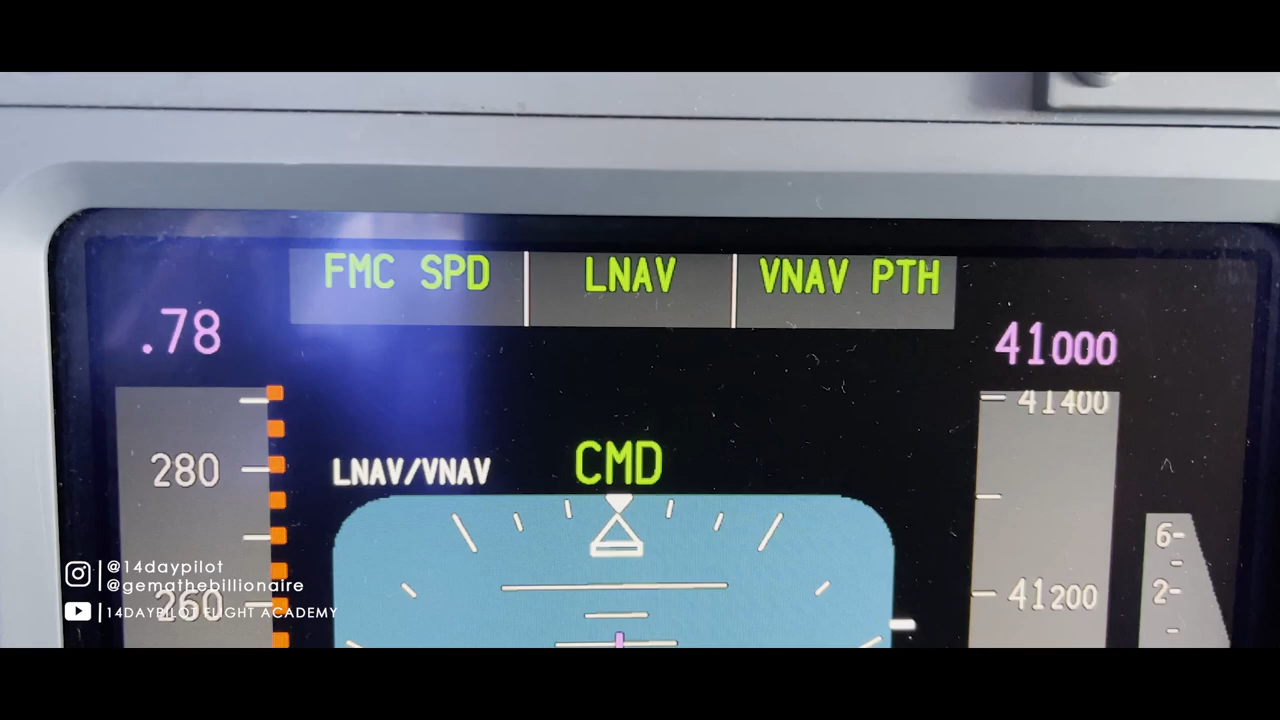 FMC SPD LNAV VNAV PTH
.78 41000
41400
280 LNAV/VNAV CMD
6
@14daypilot
@gemathebillionaire
260 41200 2
14DAYPILOT FLIGHT ACADEMY